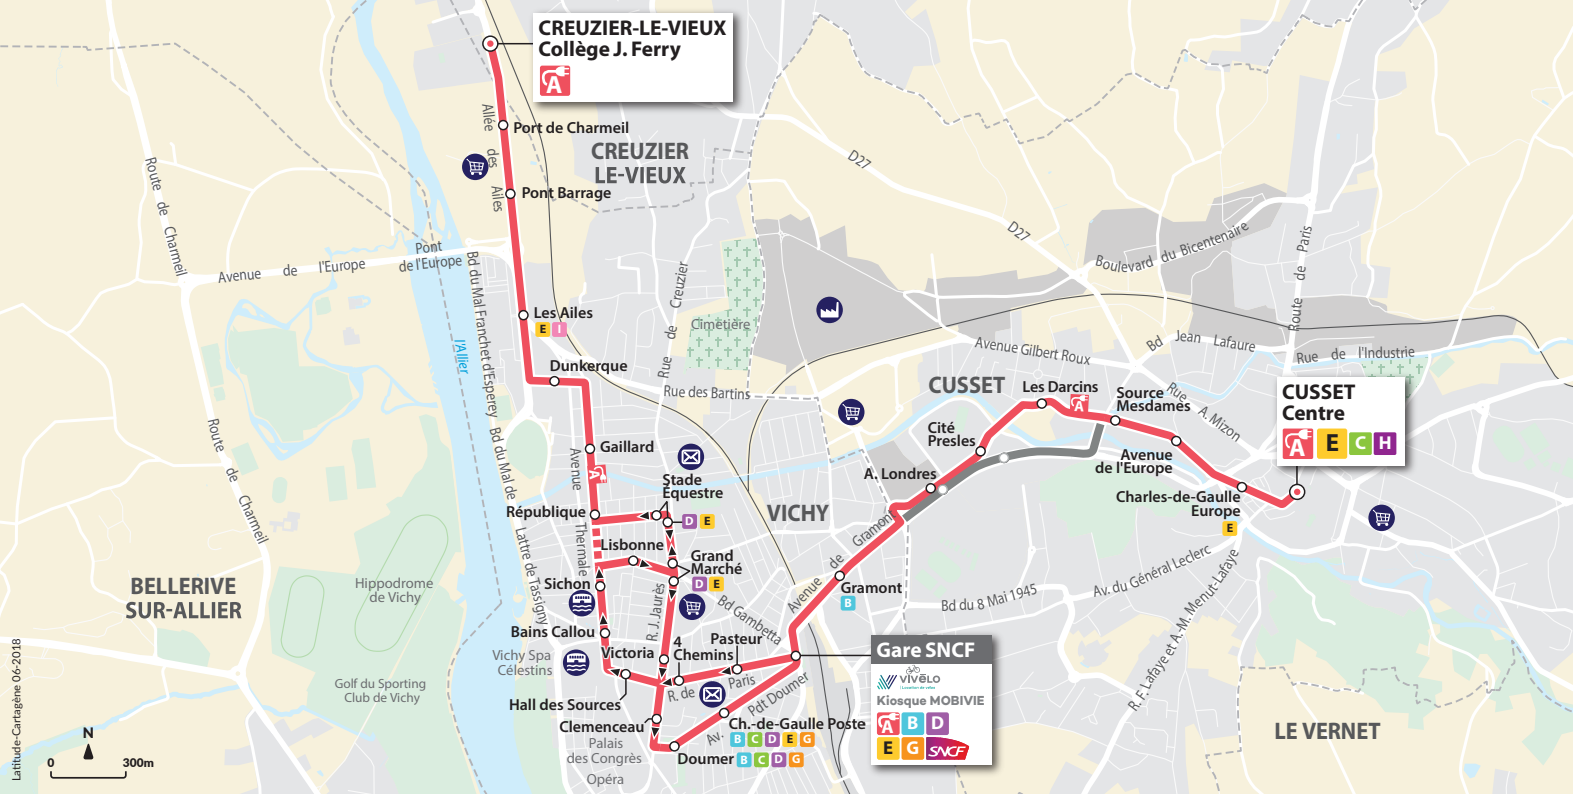 CREUZIER-LE-VIEUX
Collège J. Ferry
A
Allée des Ailes
Port de Charmeil
CREUZIER
LE-VIEUX
Pont Barrage
D27
D27
Route de Charmeil
Avenue de l'Europe
Pont
de l'Europe
Boulevard du Bicentenaire
Route de Paris
Bd du Mal Franchet d'Esperey
l'Allier
Les Ailes
E I
Rue de Creuzier
Cimetière
Avenue Gilbert Roux
Bd Jean Lafaure
Rue de l'Industrie
Dunkerque
Rue des Bartins
CUSSET
Les Darcins
A
Source
Mesdames
Rue A. Mizon
CUSSET
Centre
A E C H
Route de Charmeil
Bd du Mal de Lattre de Tassigny
Avenue Thermale
Gaillard
A
Cité
Presles
Avenue
de l'Europe
A. Londres
Stade
Equestre
D E
Charles-de-Gaulle
Europe
E
République
VICHY
Avenue de Gramont
Lisbonne
Grand
Marché
D E
Sichon
Gramont
B
Av. du Général Leclerc
Bd du 8 Mai 1945
R. F. Lafaye et A.-M. Menut-Lafaye
BELLERIVE
SUR-ALLIER
Hippodrome
de Vichy
R. J. Jaurès
Bd Gambetta
Bains Callou
Victoria
4
Chemins
Pasteur
Vichy Spa
Célestins
R. de Paris
Gare SNCF
VIVÉLO
Location de vélos
Kiosque MOBIVIE
A B D
E G SNCF
Golf du Sporting
Club de Vichy
Hall des Sources
Av. Pdt Doumer
Clemenceau
Ch.-de-Gaulle Poste
B C D E G
Palais
des Congrès
Opéra
Doumer B C D G
LE VERNET
N
0 300m
Latitude-Cartagène 06-2018